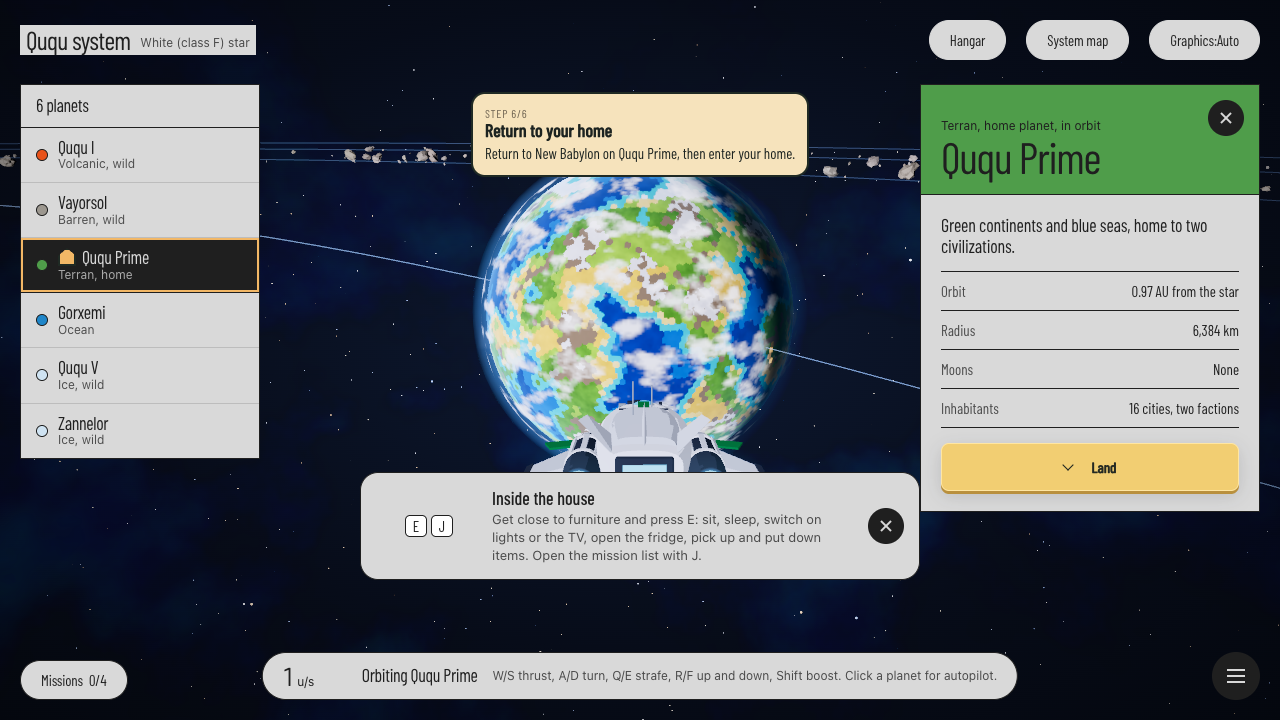 Ququ system White (class F) star
Hangar
System map
Graphics:Auto
6 planets
Ququ I
Volcanic, wild
Vayorsol
Barren, wild
Ququ Prime
Terran, home
Gorxemi
Ocean
Ququ V
Ice, wild
Zannelor
Ice, wild
STEP 6/6
Return to your home
Return to New Babylon on Ququ Prime, then enter your home.
Terran, home planet, in orbit
Ququ Prime
Green continents and blue seas, home to two
civilizations.
Orbit 0.97 AU from the star
Radius 6,384 km
Moons None
Inhabitants 16 cities, two factions
Land
E J
Inside the house
Get close to furniture and press E: sit, sleep, switch on
lights or the TV, open the fridge, pick up and put down
items. Open the mission list with J.
Missions 0/4
1 u/s Orbiting Ququ Prime W/S thrust, A/D turn, Q/E strafe, R/F up and down, Shift boost. Click a planet for autopilot.